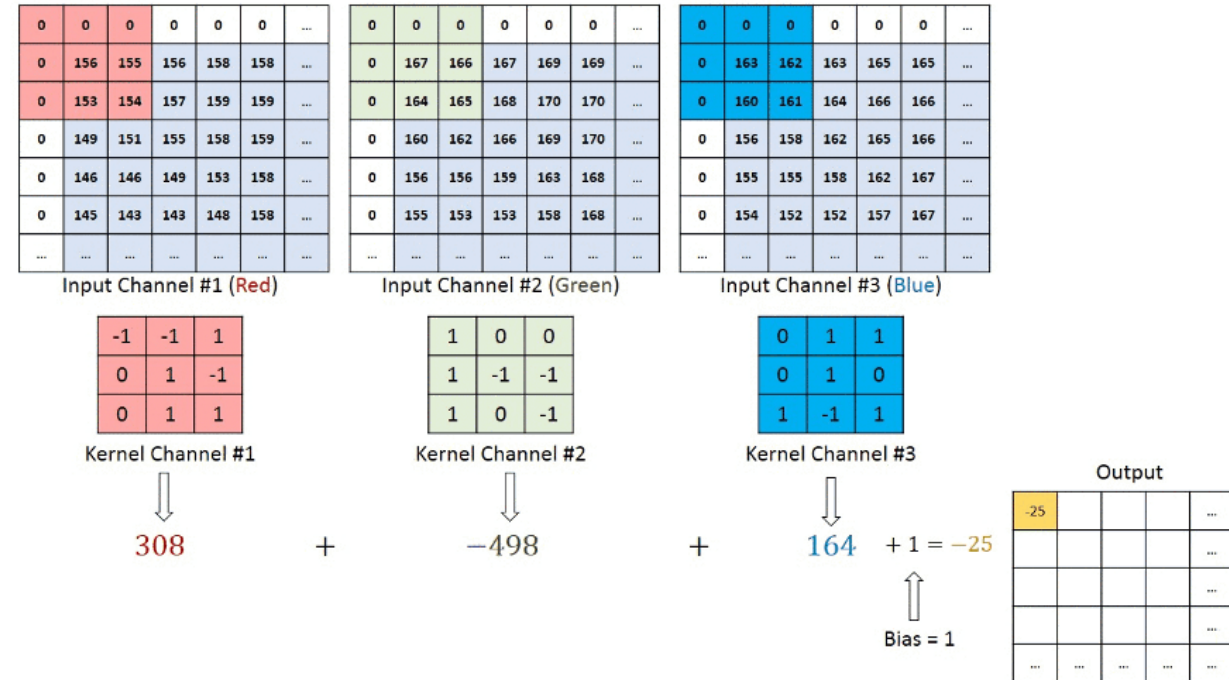 0 0 0 0 0 0 ...
0 156 155 156 158 158 ...
0 153 154 157 159 159 ...
0 149 151 155 158 159 ...
0 146 146 149 153 158 ...
0 145 143 143 148 158 ...
... ... ... ... ... ... ...
Input Channel #1 (Red)
0 0 0 0 0 0 ...
0 167 166 167 169 169 ...
0 164 165 168 170 170 ...
0 160 162 166 169 170 ...
0 156 156 159 163 168 ...
0 155 153 153 158 168 ...
... ... ... ... ... ... ...
Input Channel #2 (Green)
0 0 0 0 0 0 ...
0 163 162 163 165 165 ...
0 160 161 164 166 166 ...
0 156 158 162 165 166 ...
0 155 155 158 162 167 ...
0 154 152 152 157 167 ...
... ... ... ... ... ... ...
Input Channel #3 (Blue)
-1 -1 1
0 1 -1
0 1 1
Kernel Channel #1
1 0 0
1 -1 -1
1 0 -1
Kernel Channel #2
0 1 1
0 1 0
1 -1 1
Kernel Channel #3
308 + −498 + 164 + 1 = −25
Bias = 1
Output
-25 ...
...
...
...
... ... ... ... ...